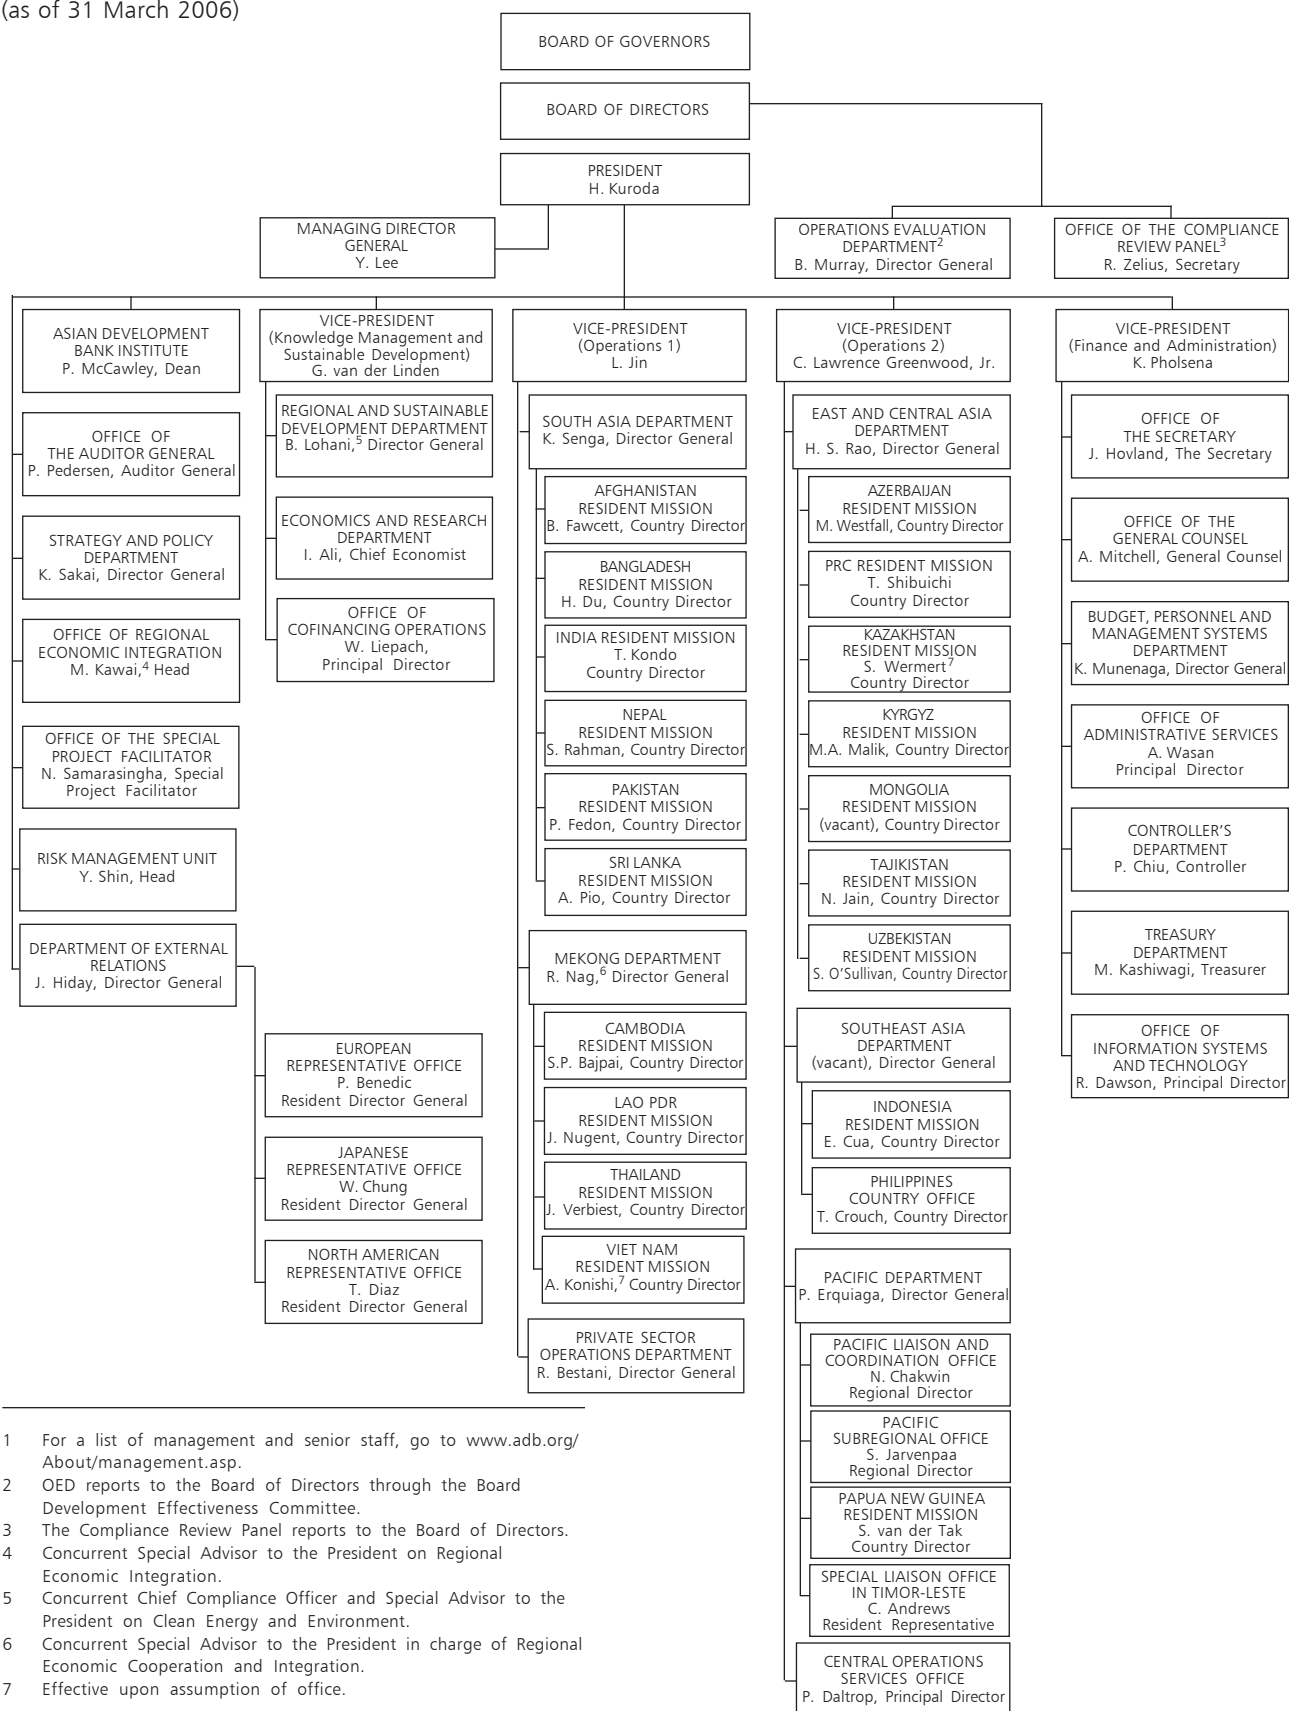 (as of 31 March 2006)
BOARD OF GOVERNORS
BOARD OF DIRECTORS
PRESIDENT
H. Kuroda
MANAGING DIRECTOR
GENERAL
Y. Lee
OPERATIONS EVALUATION
DEPARTMENT2
B. Murray, Director General
OFFICE OF THE COMPLIANCE
REVIEW PANEL3
R. Zelius, Secretary
ASIAN DEVELOPMENT
BANK INSTITUTE
P. McCawley, Dean
OFFICE OF
THE AUDITOR GENERAL
P. Pedersen, Auditor General
STRATEGY AND POLICY
DEPARTMENT
K. Sakai, Director General
OFFICE OF REGIONAL
ECONOMIC INTEGRATION
M. Kawai,4 Head
OFFICE OF THE SPECIAL
PROJECT FACILITATOR
N. Samarasingha, Special
Project Facilitator
RISK MANAGEMENT UNIT
Y. Shin, Head
DEPARTMENT OF EXTERNAL
RELATIONS
J. Hiday, Director General
EUROPEAN
REPRESENTATIVE OFFICE
P. Benedic
Resident Director General
JAPANESE
REPRESENTATIVE OFFICE
W. Chung
Resident Director General
NORTH AMERICAN
REPRESENTATIVE OFFICE
T. Diaz
Resident Director General
VICE-PRESIDENT
(Knowledge Management and
Sustainable Development)
G. van der Linden
REGIONAL AND SUSTAINABLE
DEVELOPMENT DEPARTMENT
B. Lohani,5 Director General
ECONOMICS AND RESEARCH
DEPARTMENT
I. Ali, Chief Economist
OFFICE OF
COFINANCING OPERATIONS
W. Liepach,
Principal Director
VICE-PRESIDENT
(Operations 1)
L. Jin
SOUTH ASIA DEPARTMENT
K. Senga, Director General
AFGHANISTAN
RESIDENT MISSION
B. Fawcett, Country Director
BANGLADESH
RESIDENT MISSION
H. Du, Country Director
INDIA RESIDENT MISSION
T. Kondo
Country Director
NEPAL
RESIDENT MISSION
S. Rahman, Country Director
PAKISTAN
RESIDENT MISSION
P. Fedon, Country Director
SRI LANKA
RESIDENT MISSION
A. Pio, Country Director
MEKONG DEPARTMENT
R. Nag,6 Director General
CAMBODIA
RESIDENT MISSION
S.P. Bajpai, Country Director
LAO PDR
RESIDENT MISSION
J. Nugent, Country Director
THAILAND
RESIDENT MISSION
J. Verbiest, Country Director
VIET NAM
RESIDENT MISSION
A. Konishi,7 Country Director
PRIVATE SECTOR
OPERATIONS DEPARTMENT
R. Bestani, Director General
VICE-PRESIDENT
(Operations 2)
C. Lawrence Greenwood, Jr.
EAST AND CENTRAL ASIA
DEPARTMENT
H. S. Rao, Director General
AZERBAIJAN
RESIDENT MISSION
M. Westfall, Country Director
PRC RESIDENT MISSION
T. Shibuichi
Country Director
KAZAKHSTAN
RESIDENT MISSION
S. Wermert7
Country Director
KYRGYZ
RESIDENT MISSION
M.A. Malik, Country Director
MONGOLIA
RESIDENT MISSION
(vacant), Country Director
TAJIKISTAN
RESIDENT MISSION
N. Jain, Country Director
UZBEKISTAN
RESIDENT MISSION
S. O'Sullivan, Country Director
SOUTHEAST ASIA
DEPARTMENT
(vacant), Director General
INDONESIA
RESIDENT MISSION
E. Cua, Country Director
PHILIPPINES
COUNTRY OFFICE
T. Crouch, Country Director
PACIFIC DEPARTMENT
P. Erquiaga, Director General
PACIFIC LIAISON AND
COORDINATION OFFICE
N. Chakwin
Regional Director
PACIFIC
SUBREGIONAL OFFICE
S. Jarvenpaa
Regional Director
PAPUA NEW GUINEA
RESIDENT MISSION
S. van der Tak
Country Director
SPECIAL LIAISON OFFICE
IN TIMOR-LESTE
C. Andrews
Resident Representative
CENTRAL OPERATIONS
SERVICES OFFICE
P. Daltrop, Principal Director
VICE-PRESIDENT
(Finance and Administration)
K. Pholsena
OFFICE OF
THE SECRETARY
J. Hovland, The Secretary
OFFICE OF THE
GENERAL COUNSEL
A. Mitchell, General Counsel
BUDGET, PERSONNEL AND
MANAGEMENT SYSTEMS
DEPARTMENT
K. Munenaga, Director General
OFFICE OF
ADMINISTRATIVE SERVICES
A. Wasan
Principal Director
CONTROLLER'S
DEPARTMENT
P. Chiu, Controller
TREASURY
DEPARTMENT
M. Kashiwagi, Treasurer
OFFICE OF
INFORMATION SYSTEMS
AND TECHNOLOGY
R. Dawson, Principal Director
1 For a list of management and senior staff, go to www.adb.org/
About/management.asp.
2 OED reports to the Board of Directors through the Board
Development Effectiveness Committee.
3 The Compliance Review Panel reports to the Board of Directors.
4 Concurrent Special Advisor to the President on Regional
Economic Integration.
5 Concurrent Chief Compliance Officer and Special Advisor to the
President on Clean Energy and Environment.
6 Concurrent Special Advisor to the President in charge of Regional
Economic Cooperation and Integration.
7 Effective upon assumption of office.